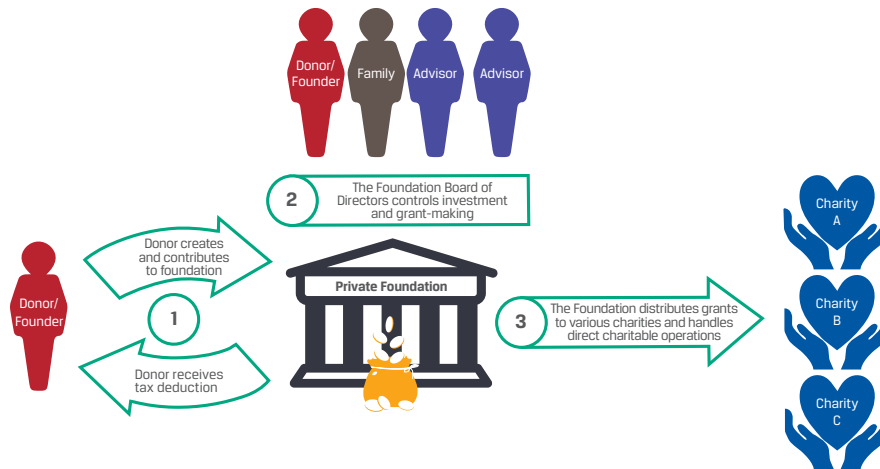 Donor/
Founder
Family
Advisor
Advisor
2
The Foundation Board of
Directors controls investment
and grant-making
Donor/
Founder
Donor creates
and contributes
to foundation
1
Donor receives
tax deduction
Private Foundation
3
The Foundation distributes grants
to various charities and handles
direct charitable operations
Charity
A
Charity
B
Charity
C